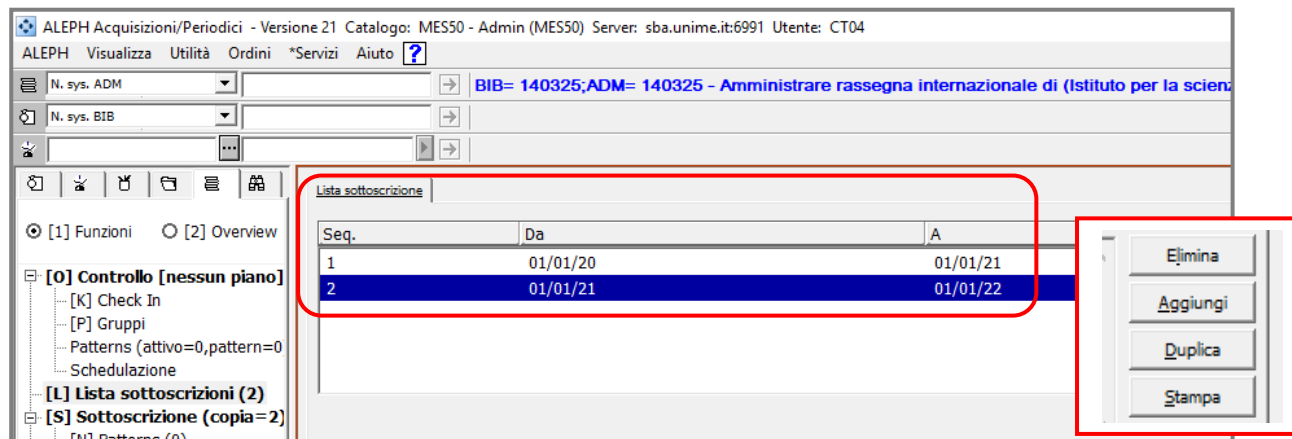 ALEPH Acquisizioni/Periodici - Versione 21 Catalogo: MES50 - Admin (MES50) Server: sba.unime.it:6991 Utente: CT04
ALEPH Visualizza Utilità Ordini *Servizi Aiuto ?
N. sys. ADM
BIB= 140325;ADM= 140325 - Amministrare rassegna internazionale di (Istituto per la scienz
N. sys. BIB
Lista sottoscrizione
[1] Funzioni [2] Overview
Seq. Da A
1 01/01/20 01/01/21
2 01/01/21 01/01/22
[O] Controllo [nessun piano]
[K] Check In
[P] Gruppi
Patterns (attivo=0,pattern=0
Schedulazione
[L] Lista sottoscrizioni (2)
[S] Sottoscrizione (copia=2)
[N] Patterns (0)
Elimina
Aggiungi
Duplica
Stampa